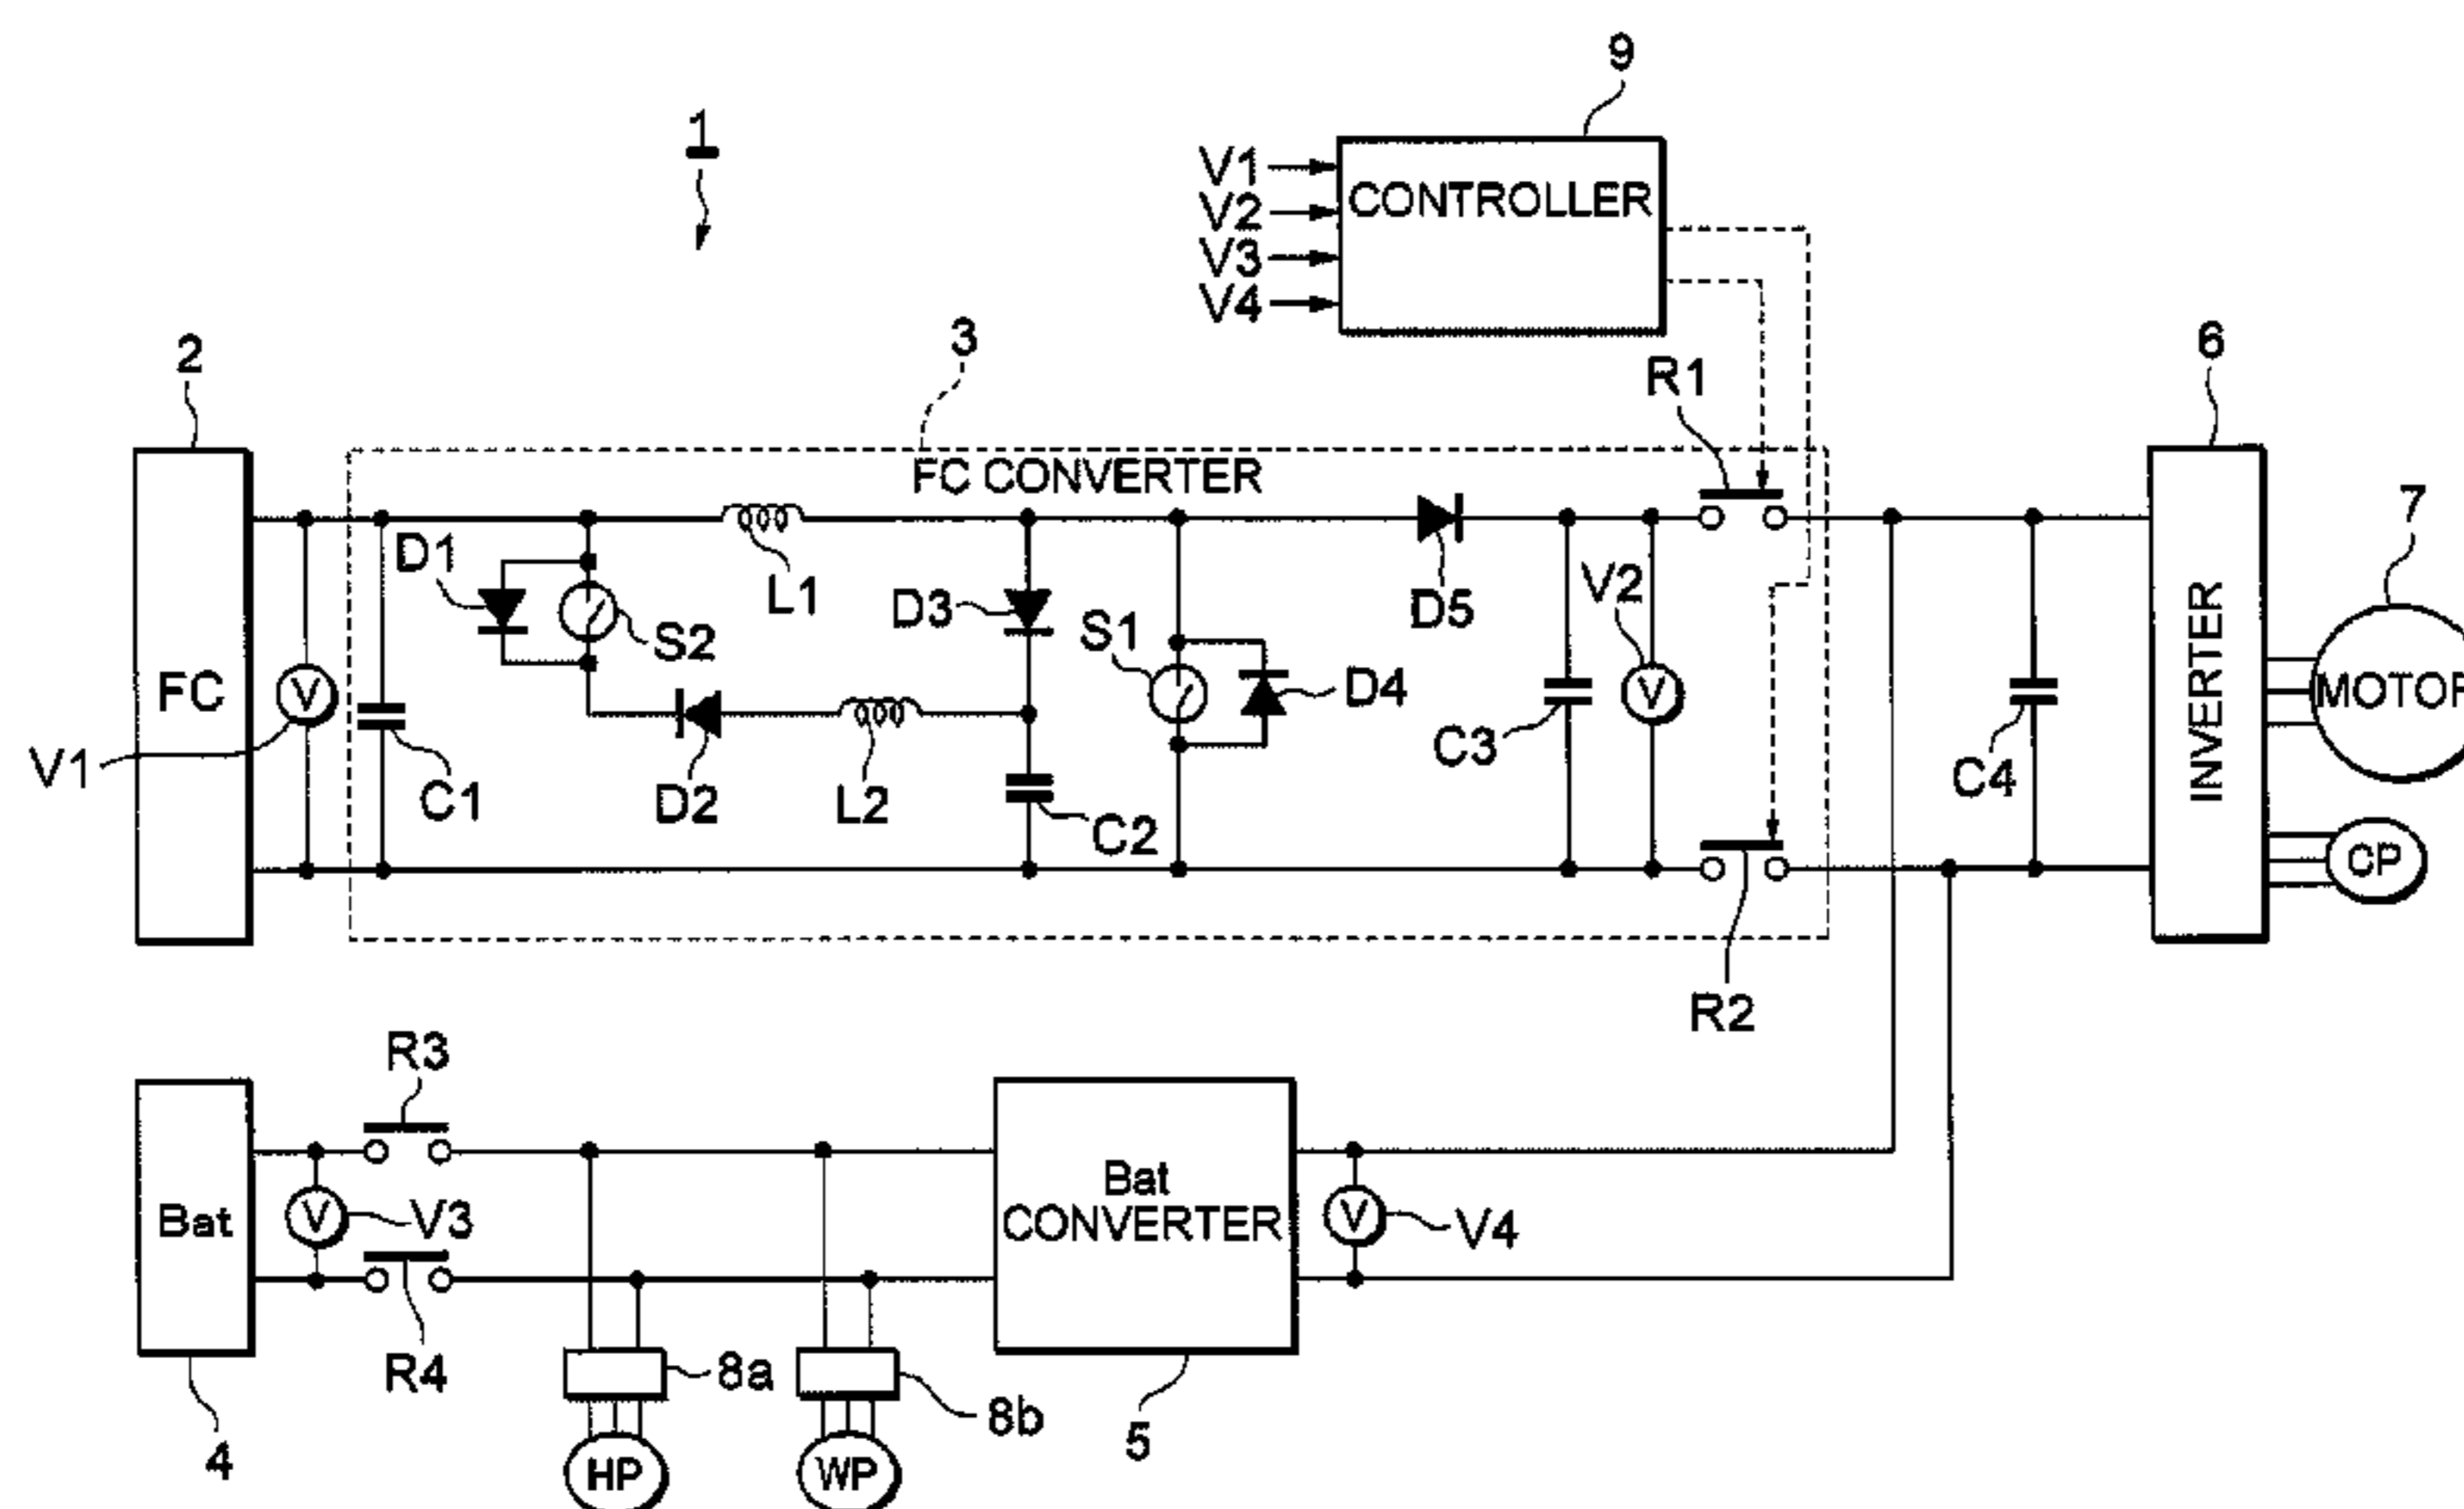 9
1
V1
V2
V3
V4
CONTROLLER
2
3
R1
6
FC CONVERTER
7
D1
L1
S2
D3
S1
D5
V2
FC
V
D4
V
C3
C4
INVERTER
MOTOR
V1
C1
D2
L2
C2
CP
R2
R3
Bat
V
V3
Bat
CONVERTER
V
V4
R4
8a
8b
4
5
HP
WP